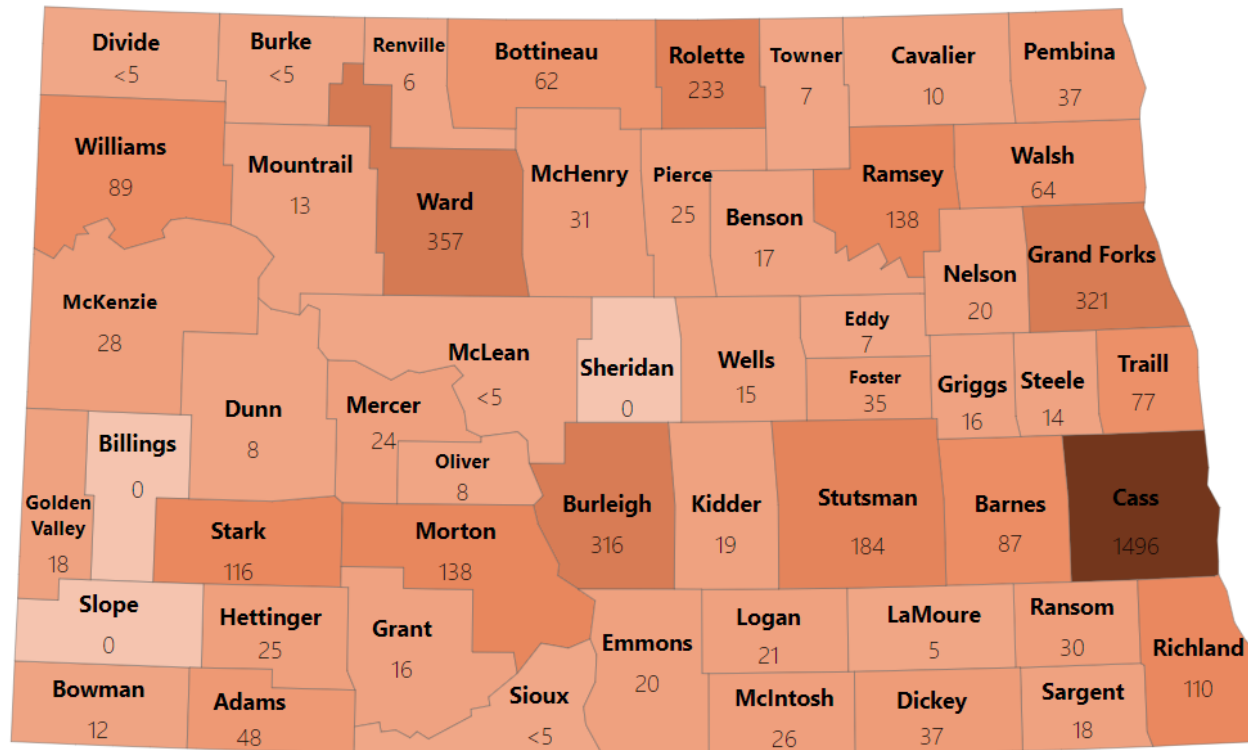 Divide
<5
Burke
<5
Renville
6
Bottineau
62
Rolette
233
Towner
7
Cavalier
10
Pembina
37
Williams
89
Mountrail
13
Ward
357
McHenry
31
Pierce
25
Benson
17
Ramsey
138
Walsh
64
Nelson
20
Grand Forks
321
McKenzie
28
Dunn
8
McLean
<5
Mercer
24
Oliver
8
Sheridan
0
Wells
15
Eddy
7
Foster
35
Griggs
16
Steele
14
Traill
77
Golden
Valley
18
Billings
0
Stark
116
Morton
138
Burleigh
316
Kidder
19
Stutsman
184
Barnes
87
Cass
1496
Slope
0
Hettinger
25
Grant
16
Bowman
12
Adams
48
Sioux
<5
Emmons
20
Logan
21
McIntosh
26
LaMoure
5
Dickey
37
Ransom
30
Sargent
18
Richland
110